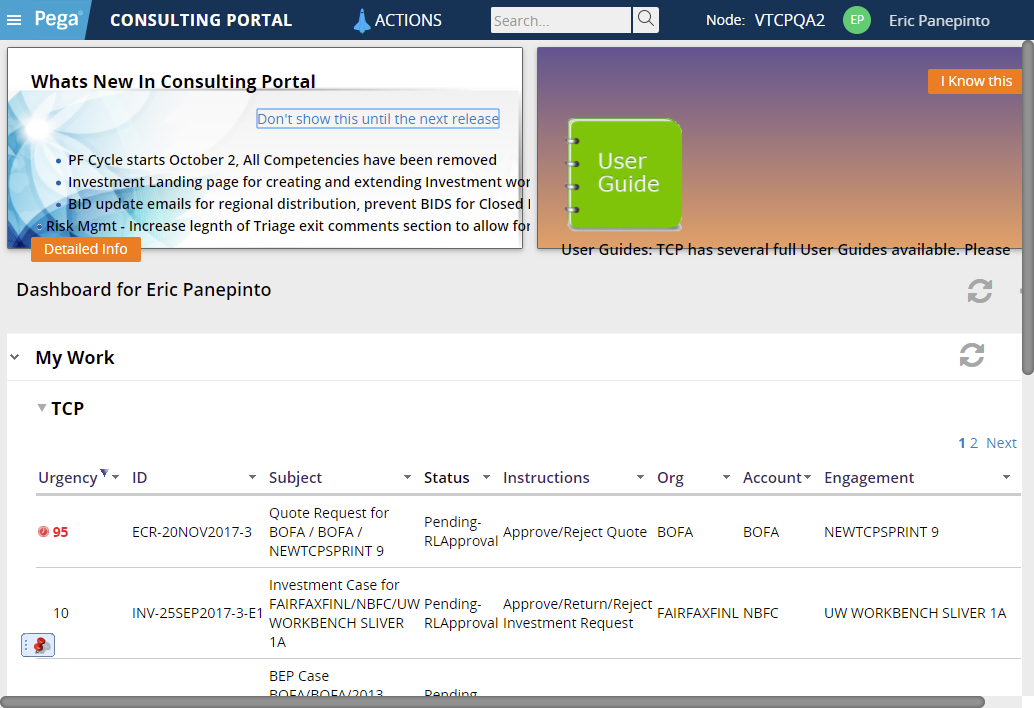 Pega
CONSULTING PORTAL
ACTIONS
Search...
Node: VTCPQA2
EP
Eric Panepinto
Whats New In Consulting Portal
Don't show this until the next release
PF Cycle starts October 2, All Competencies have been removed
Investment Landing page for creating and extending Investment wor
BID update emails for regional distribution, prevent BIDS for Closed
Risk Mgmt - Increase legnth of Triage exit comments section to allow for
Detailed Info
I Know this
User
Guide
User Guides: TCP has several full User Guides available. Please
Dashboard for Eric Panepinto
My Work
TCP
1 2 Next
Urgency ID Subject Status Instructions Org Account Engagement
Quote Request for
BOFA / BOFA /
NEWTCPSPRINT 9
95 ECR-20NOV2017-3
Pending-
RLApproval
Approve/Reject Quote BOFA BOFA NEWTCPSPRINT 9
Investment Case for
FAIRFAXFINL/NBFC/UW
WORKBENCH SLIVER
1A
10 INV-25SEP2017-3-E1
Pending-
RLApproval
Approve/Return/Reject
Investment Request
FAIRFAXFINL NBFC UW WORKBENCH SLIVER 1A
BEP Case
BOFA/BOFA/2013
Pending